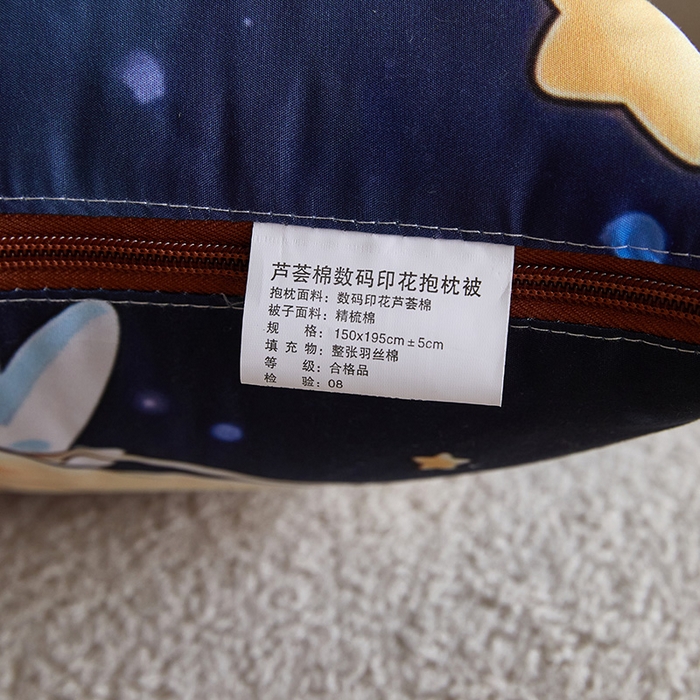 芦荟棉数码印花抱枕被
抱枕面料：数码印花芦荟棉
被子面料：精梳棉
规 格：150x195cm±5cm
填 充 物：整张羽丝棉
等 级：合格品
检 验：08